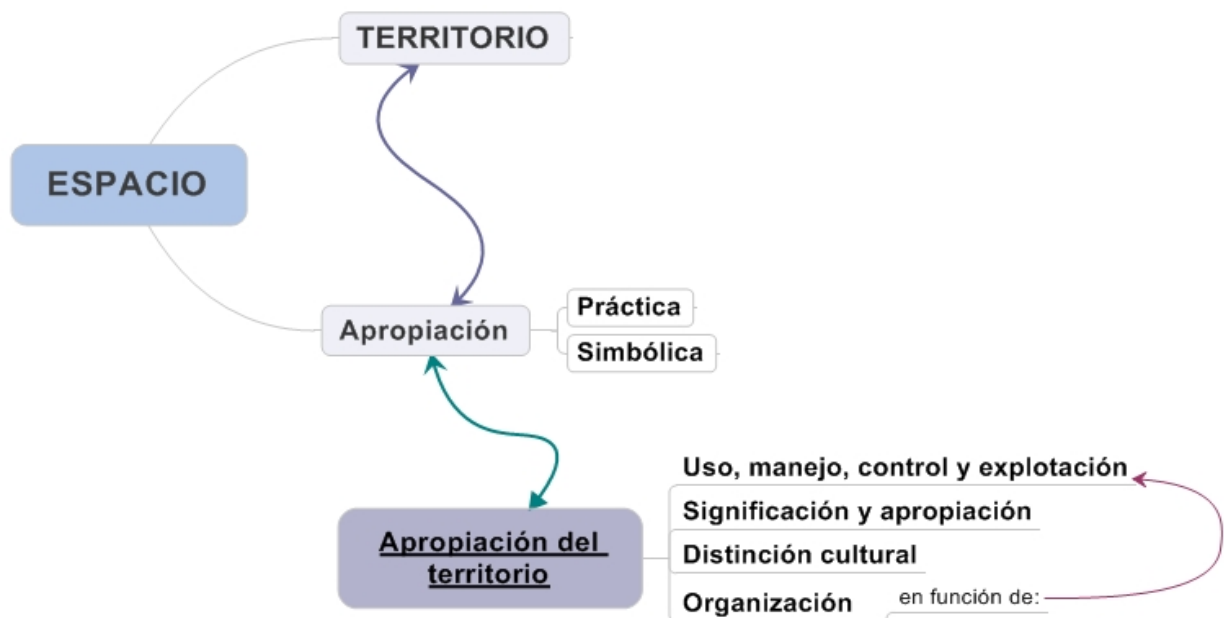 TERRITORIO
ESPACIO
Apropiación
Práctica
Simbólica
Apropiación del
territorio
Uso, manejo, control y explotación
Significación y apropiación
Distinción cultural
Organización
en función de: